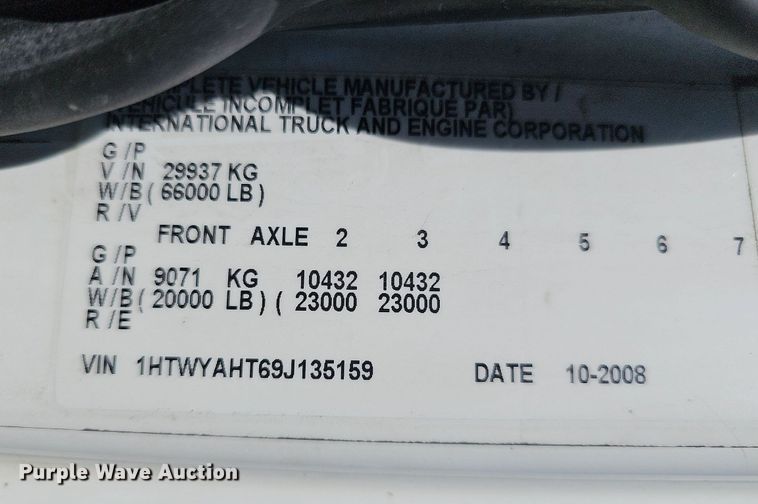 PLETE VEHICLE MANUFACTURED BY /
VEHICULE INCOMPLET FABRIQUE PAR)
INTERNATIONAL TRUCK AND ENGINE CORPORATION
G /P
V /N 29937 KG
W/B ( 66000 LB )
R /V
FRONT AXLE 2 3 4 5 6 7
G /P
A /N 9071 KG 10432 10432
W/B ( 20000 LB ) ( 23000 23000
R /E
VIN 1HTWYAHT69J135159 DATE 10-2008
Purple Wave Auction